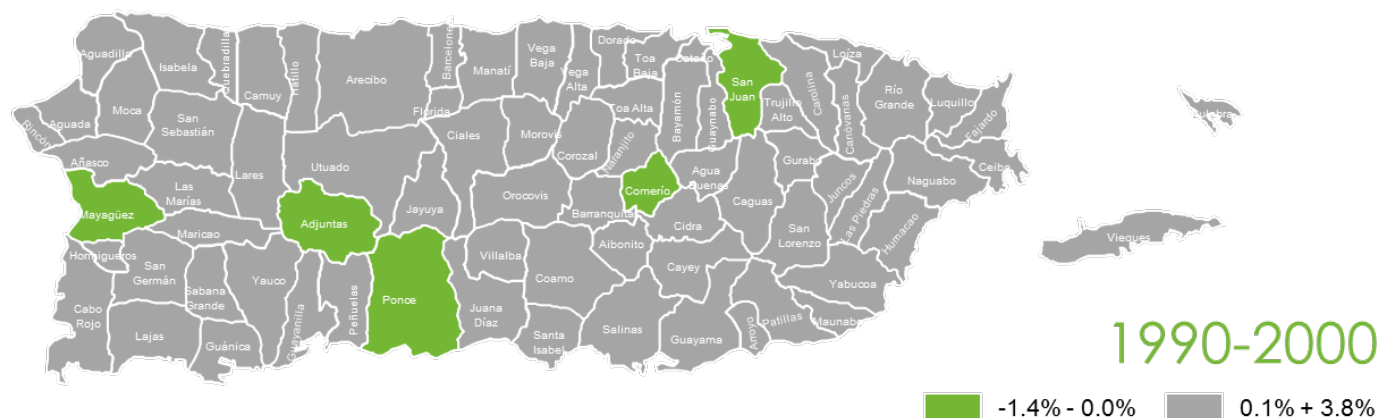 Aguadilla
Isabela
Quebradilla
Camuy
Hatillo
Arecibo
Barcelone
Manatí
Vega
Baja
Vega
Alta
Dorado
Toa
Baja
Cataño
San
Juan
Carolina
Loíza
Canóvanas
Río
Grande
Luquillo
Fajardo
Culebra
Rincón
Aguada
Moca
San
Sebastián
Florida
Ciales
Morovis
Corozal
Toa Alta
Naranjito
Bayamón
Guaynabo
Trujillo
Alto
Añasco
Las
Marías
Lares
Utuado
Jayuya
Orocovis
Barranquita
Comerío
Agua
Buenas
Caguas
Gurabo
Juncos
Las Piedras
Naguabo
Ceiba
Humacao
Mayagüez
Maricao
Adjuntas
Villalba
Coamo
Aibonito
Cidra
Cayey
San
Lorenzo
Yabucoa
Vieques
Hormigueros
San
Germán
Sabana
Grande
Yauco
Guayanilla
Peñuelas
Ponce
Juana
Díaz
Santa
Isabel
Salinas
Guayama
Arroyo
Patillas
Maunabo
Cabo
Rojo
Lajas
Guánica
1990-2000
-1.4% - 0.0%
0.1% + 3.8%